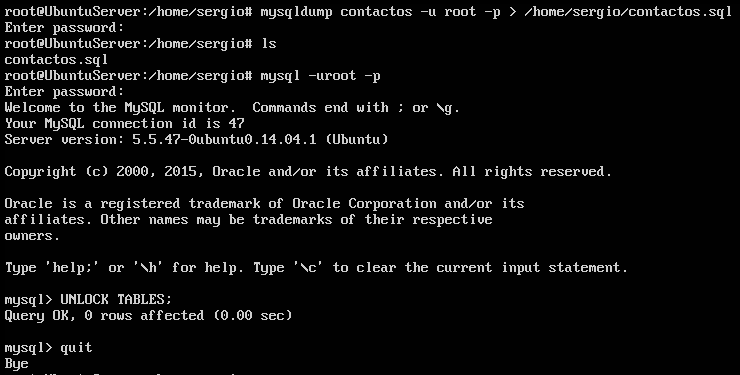 root@UbuntuServer:/home/sergio# mysqldump contactos -u root -p > /home/sergio/contactos.sql
Enter password:
root@UbuntuServer:/home/sergio# ls
contactos.sql
root@UbuntuServer:/home/sergio# mysql -uroot -p
Enter password:
Welcome to the MySQL monitor.  Commands end with ; or \g.
Your MySQL connection id is 47
Server version: 5.5.47-0ubuntu0.14.04.1 (Ubuntu)
Copyright (c) 2000, 2015, Oracle and/or its affiliates. All rights reserved.
Oracle is a registered trademark of Oracle Corporation and/or its
affiliates. Other names may be trademarks of their respective
owners.
Type 'help;' or '\h' for help. Type '\c' to clear the current input statement.
mysql> UNLOCK TABLES;
Query OK, 0 rows affected (0.00 sec)
mysql> quit
Bye